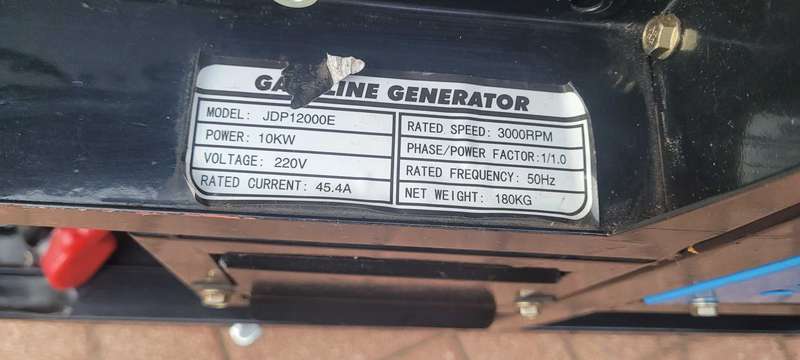 GENERATOR
MODEL: JDP12000E
POWER: 10KW
VOLTAGE: 220V
RATED CURRENT: 45.4A
RATED SPEED: 3000RPM
PHASE/POWER FACTOR:1/1.0
RATED FREQUENCY: 50Hz
NET WEIGHT: 180KG